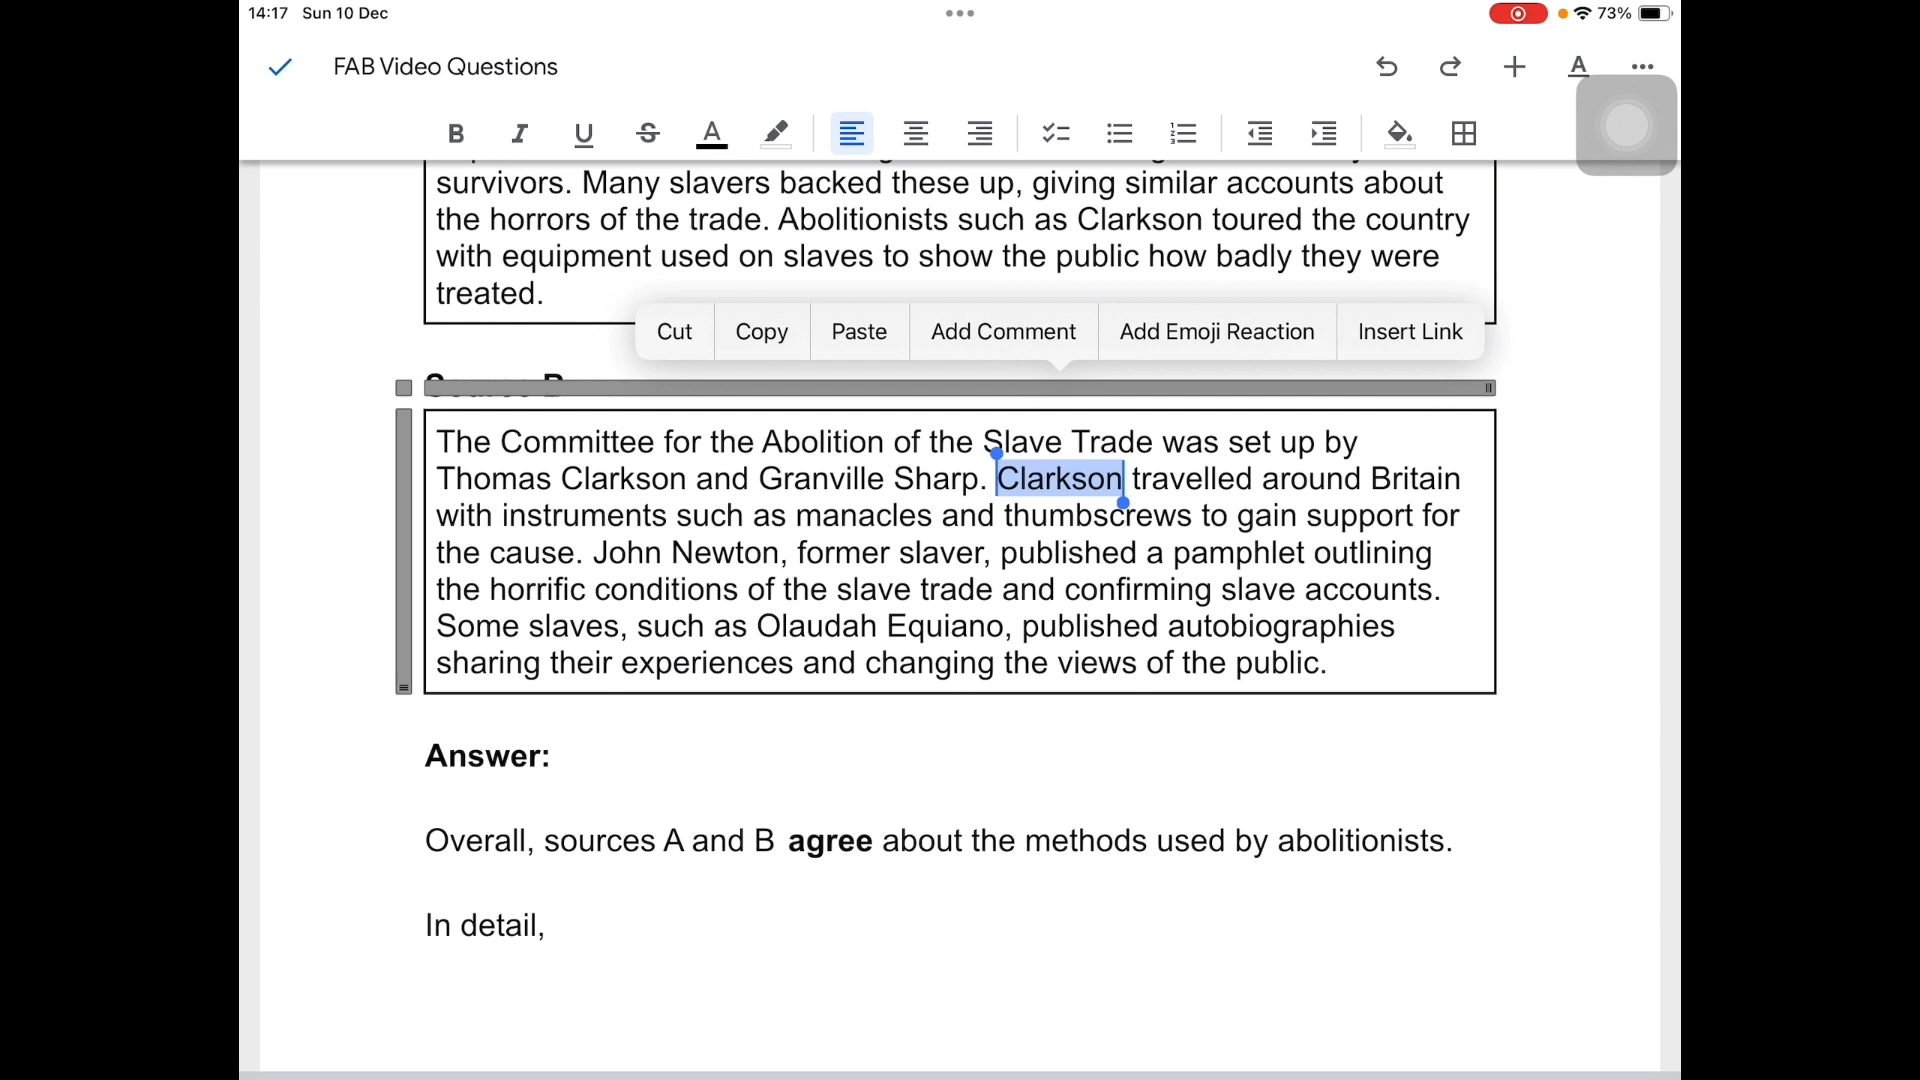 14:17 Sun 10 Dec
73%
FAB Video Questions
B I U S A
survivors. Many slavers backed these up, giving similar accounts about
the horrors of the trade. Abolitionists such as Clarkson toured the country
with equipment used on slaves to show the public how badly they were
treated.
Cut Copy Paste Add Comment Add Emoji Reaction Insert Link
Source B
The Committee for the Abolition of the Slave Trade was set up by
Thomas Clarkson and Granville Sharp. Clarkson travelled around Britain
with instruments such as manacles and thumbscrews to gain support for
the cause. John Newton, former slaver, published a pamphlet outlining
the horrific conditions of the slave trade and confirming slave accounts.
Some slaves, such as Olaudah Equiano, published autobiographies
sharing their experiences and changing the views of the public.
Answer:
Overall, sources A and B agree about the methods used by abolitionists.
In detail,